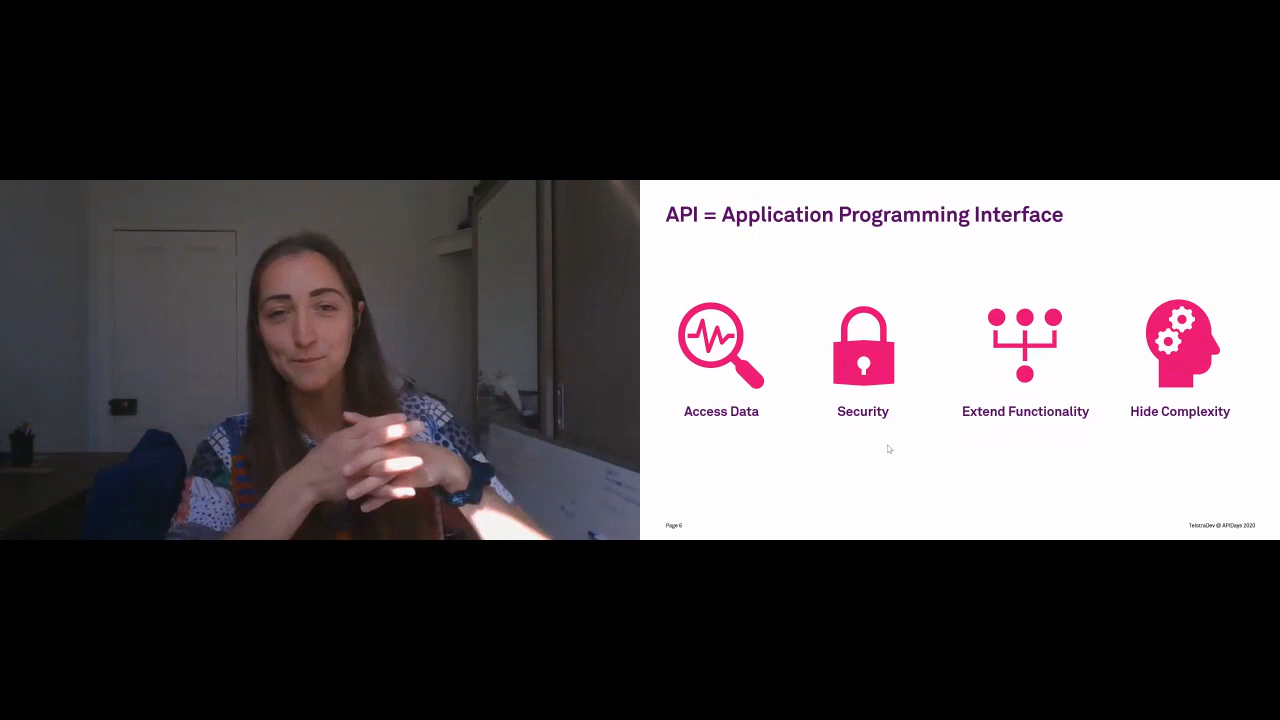 API = Application Programming Interface
Access Data
Security
Extend Functionality
Hide Complexity
Page 6
TelstraDev @ APIDays 2020